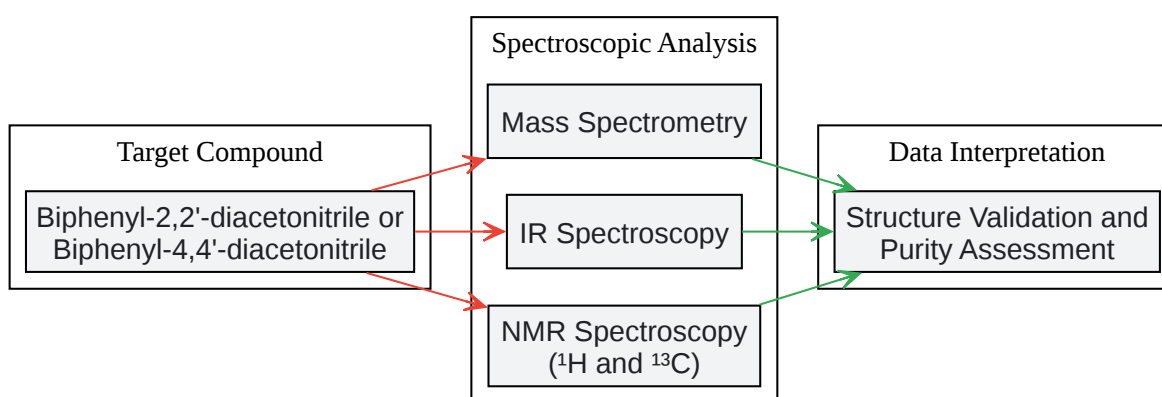 Target Compound
Biphenyl-2,2'-diacetonitrile or
Biphenyl-4,4'-diacetonitrile
Spectroscopic Analysis
Mass Spectrometry
IR Spectroscopy
NMR Spectroscopy
(¹H and ¹³C)
Data Interpretation
Structure Validation and
Purity Assessment